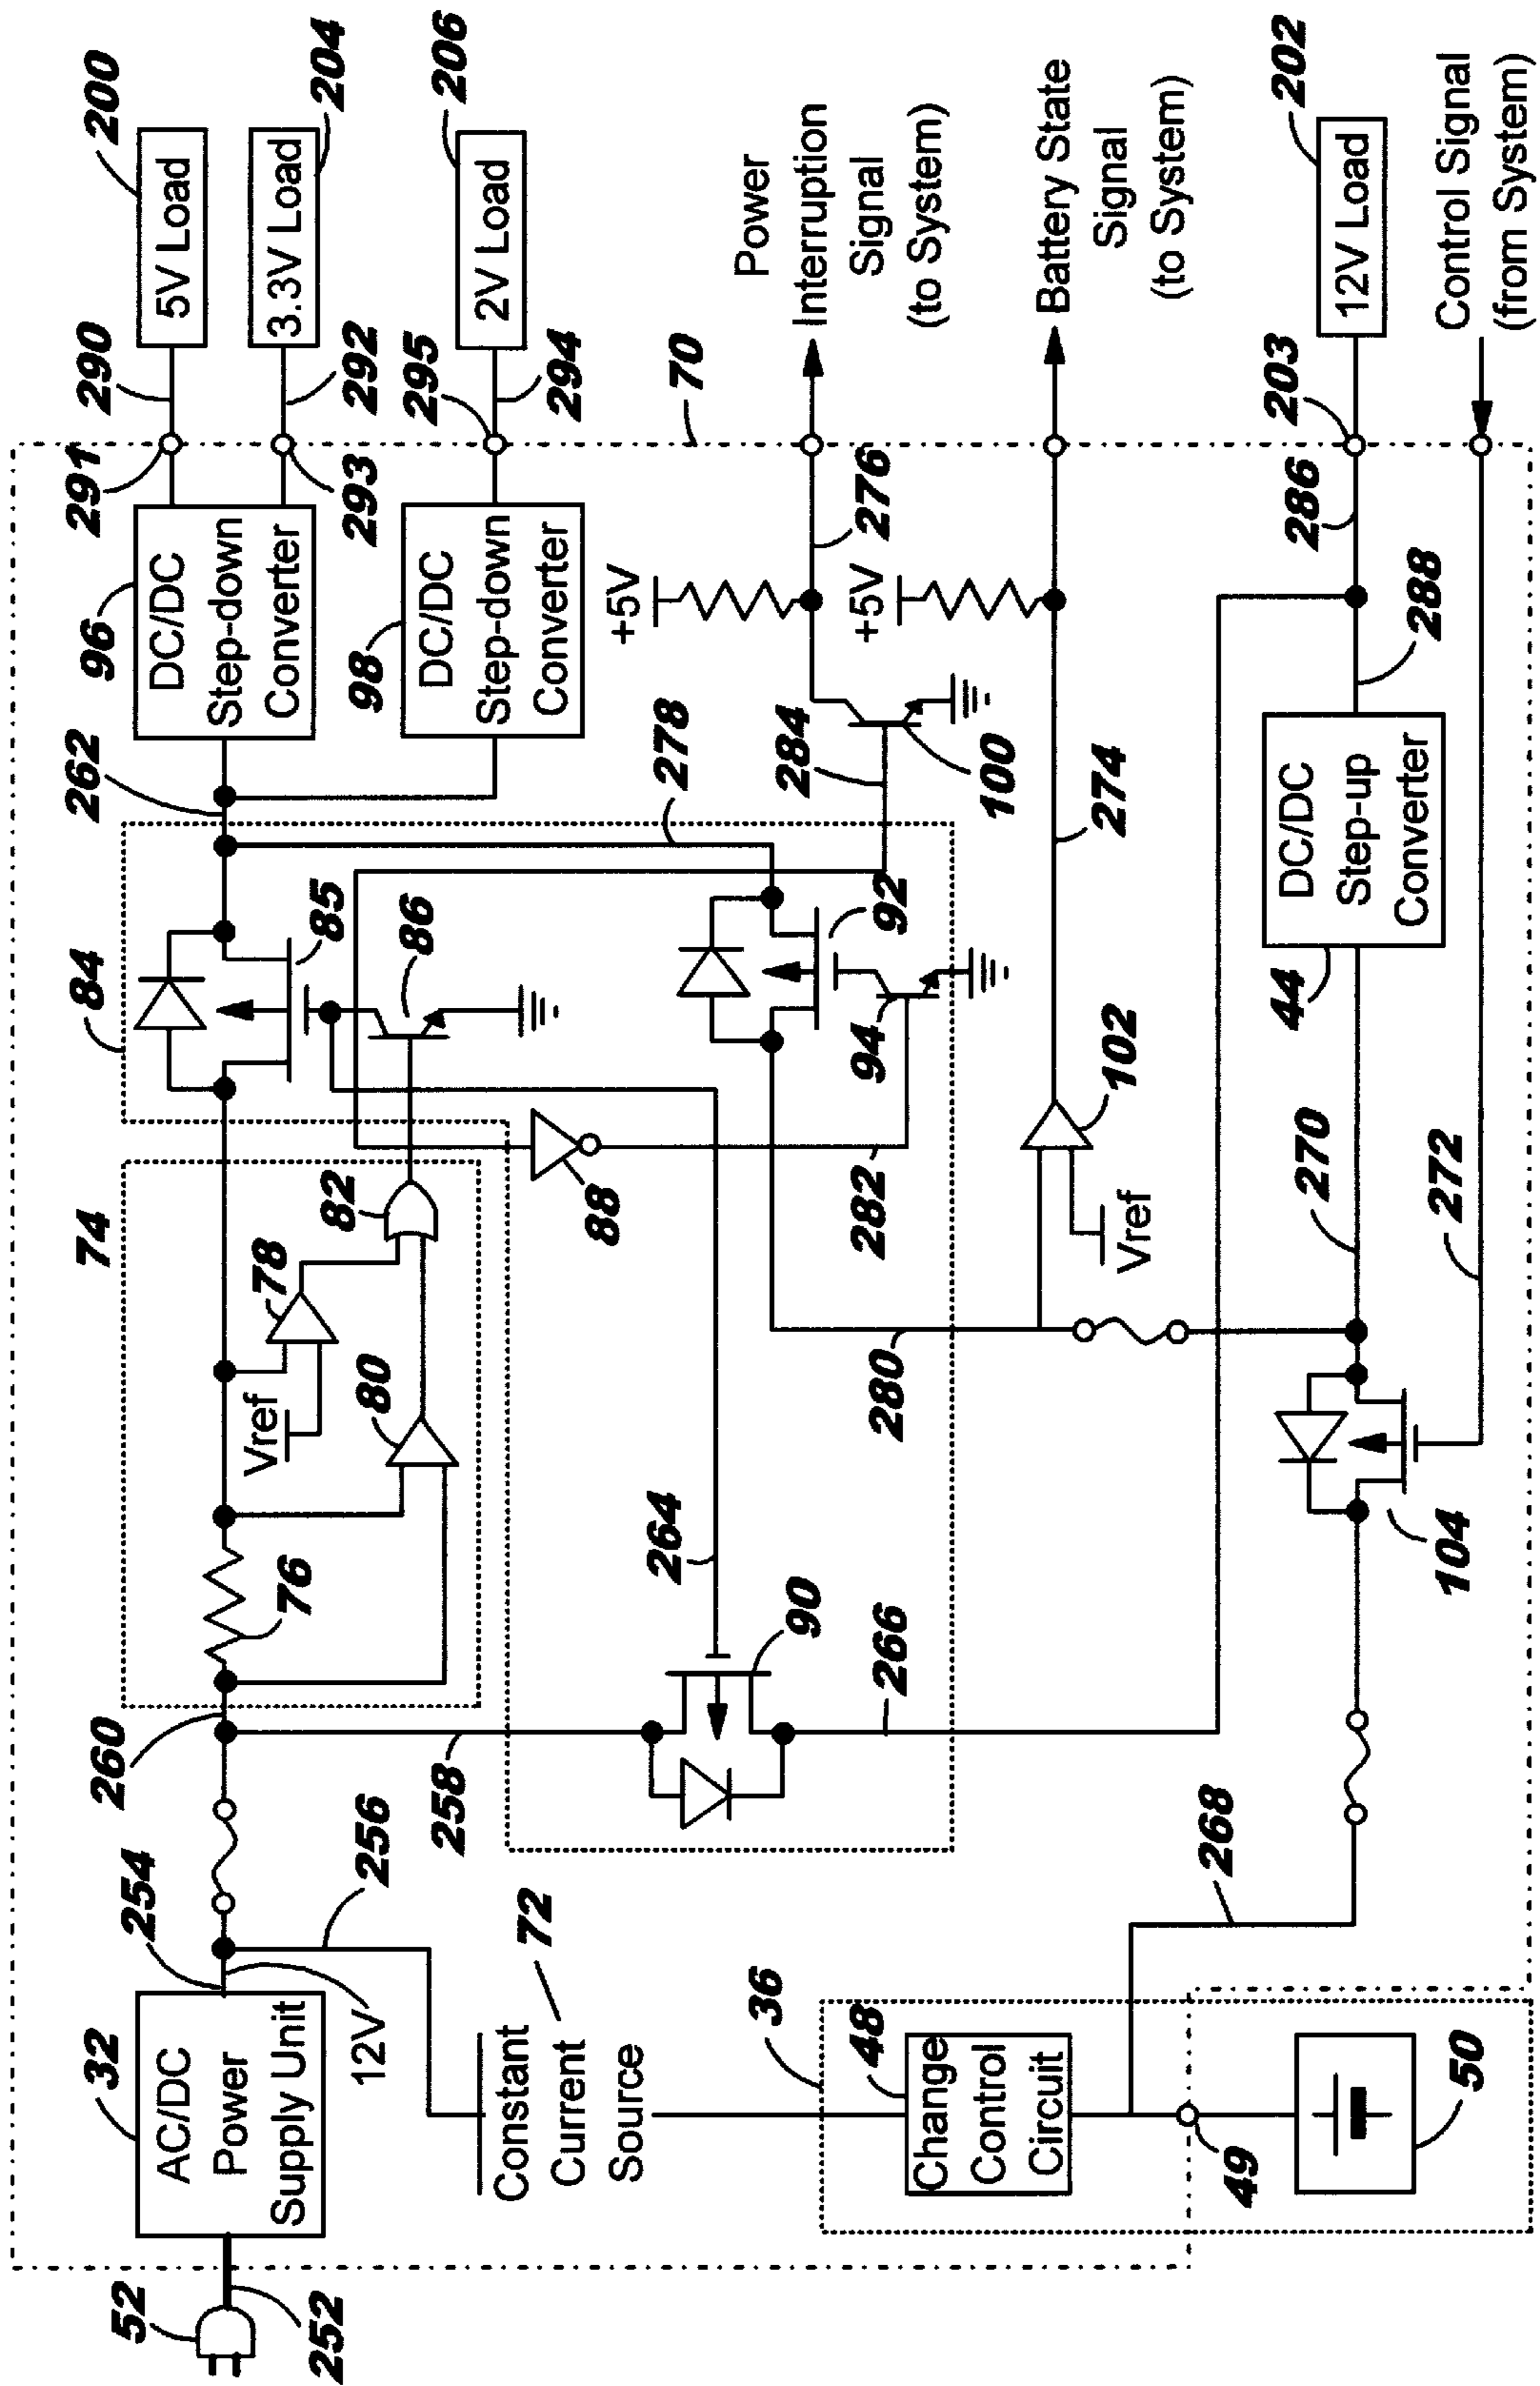 52
252
32
AC/DC
Power
Supply Unit
254
12V
256
260
258
Constant
Current
Source
72
36
48
Change
Control
Circuit
49
50
268
74
76
Vref
78
80
82
264
90
266
84
85
86
88
262
278
92
94
282
280
284
100
102
Vref
274
270
272
104
44
DC/DC
Step-up
Converter
288
286
203
96
DC/DC
Step-down
Converter
98
DC/DC
Step-down
Converter
291
293
295
290
292
294
5V Load
200
3.3V Load
204
2V Load
206
+5V
276
+5V
70
Power
Interruption
Signal
(to System)
Battery State
Signal
(to System)
12V Load
202
Control Signal
(from System)